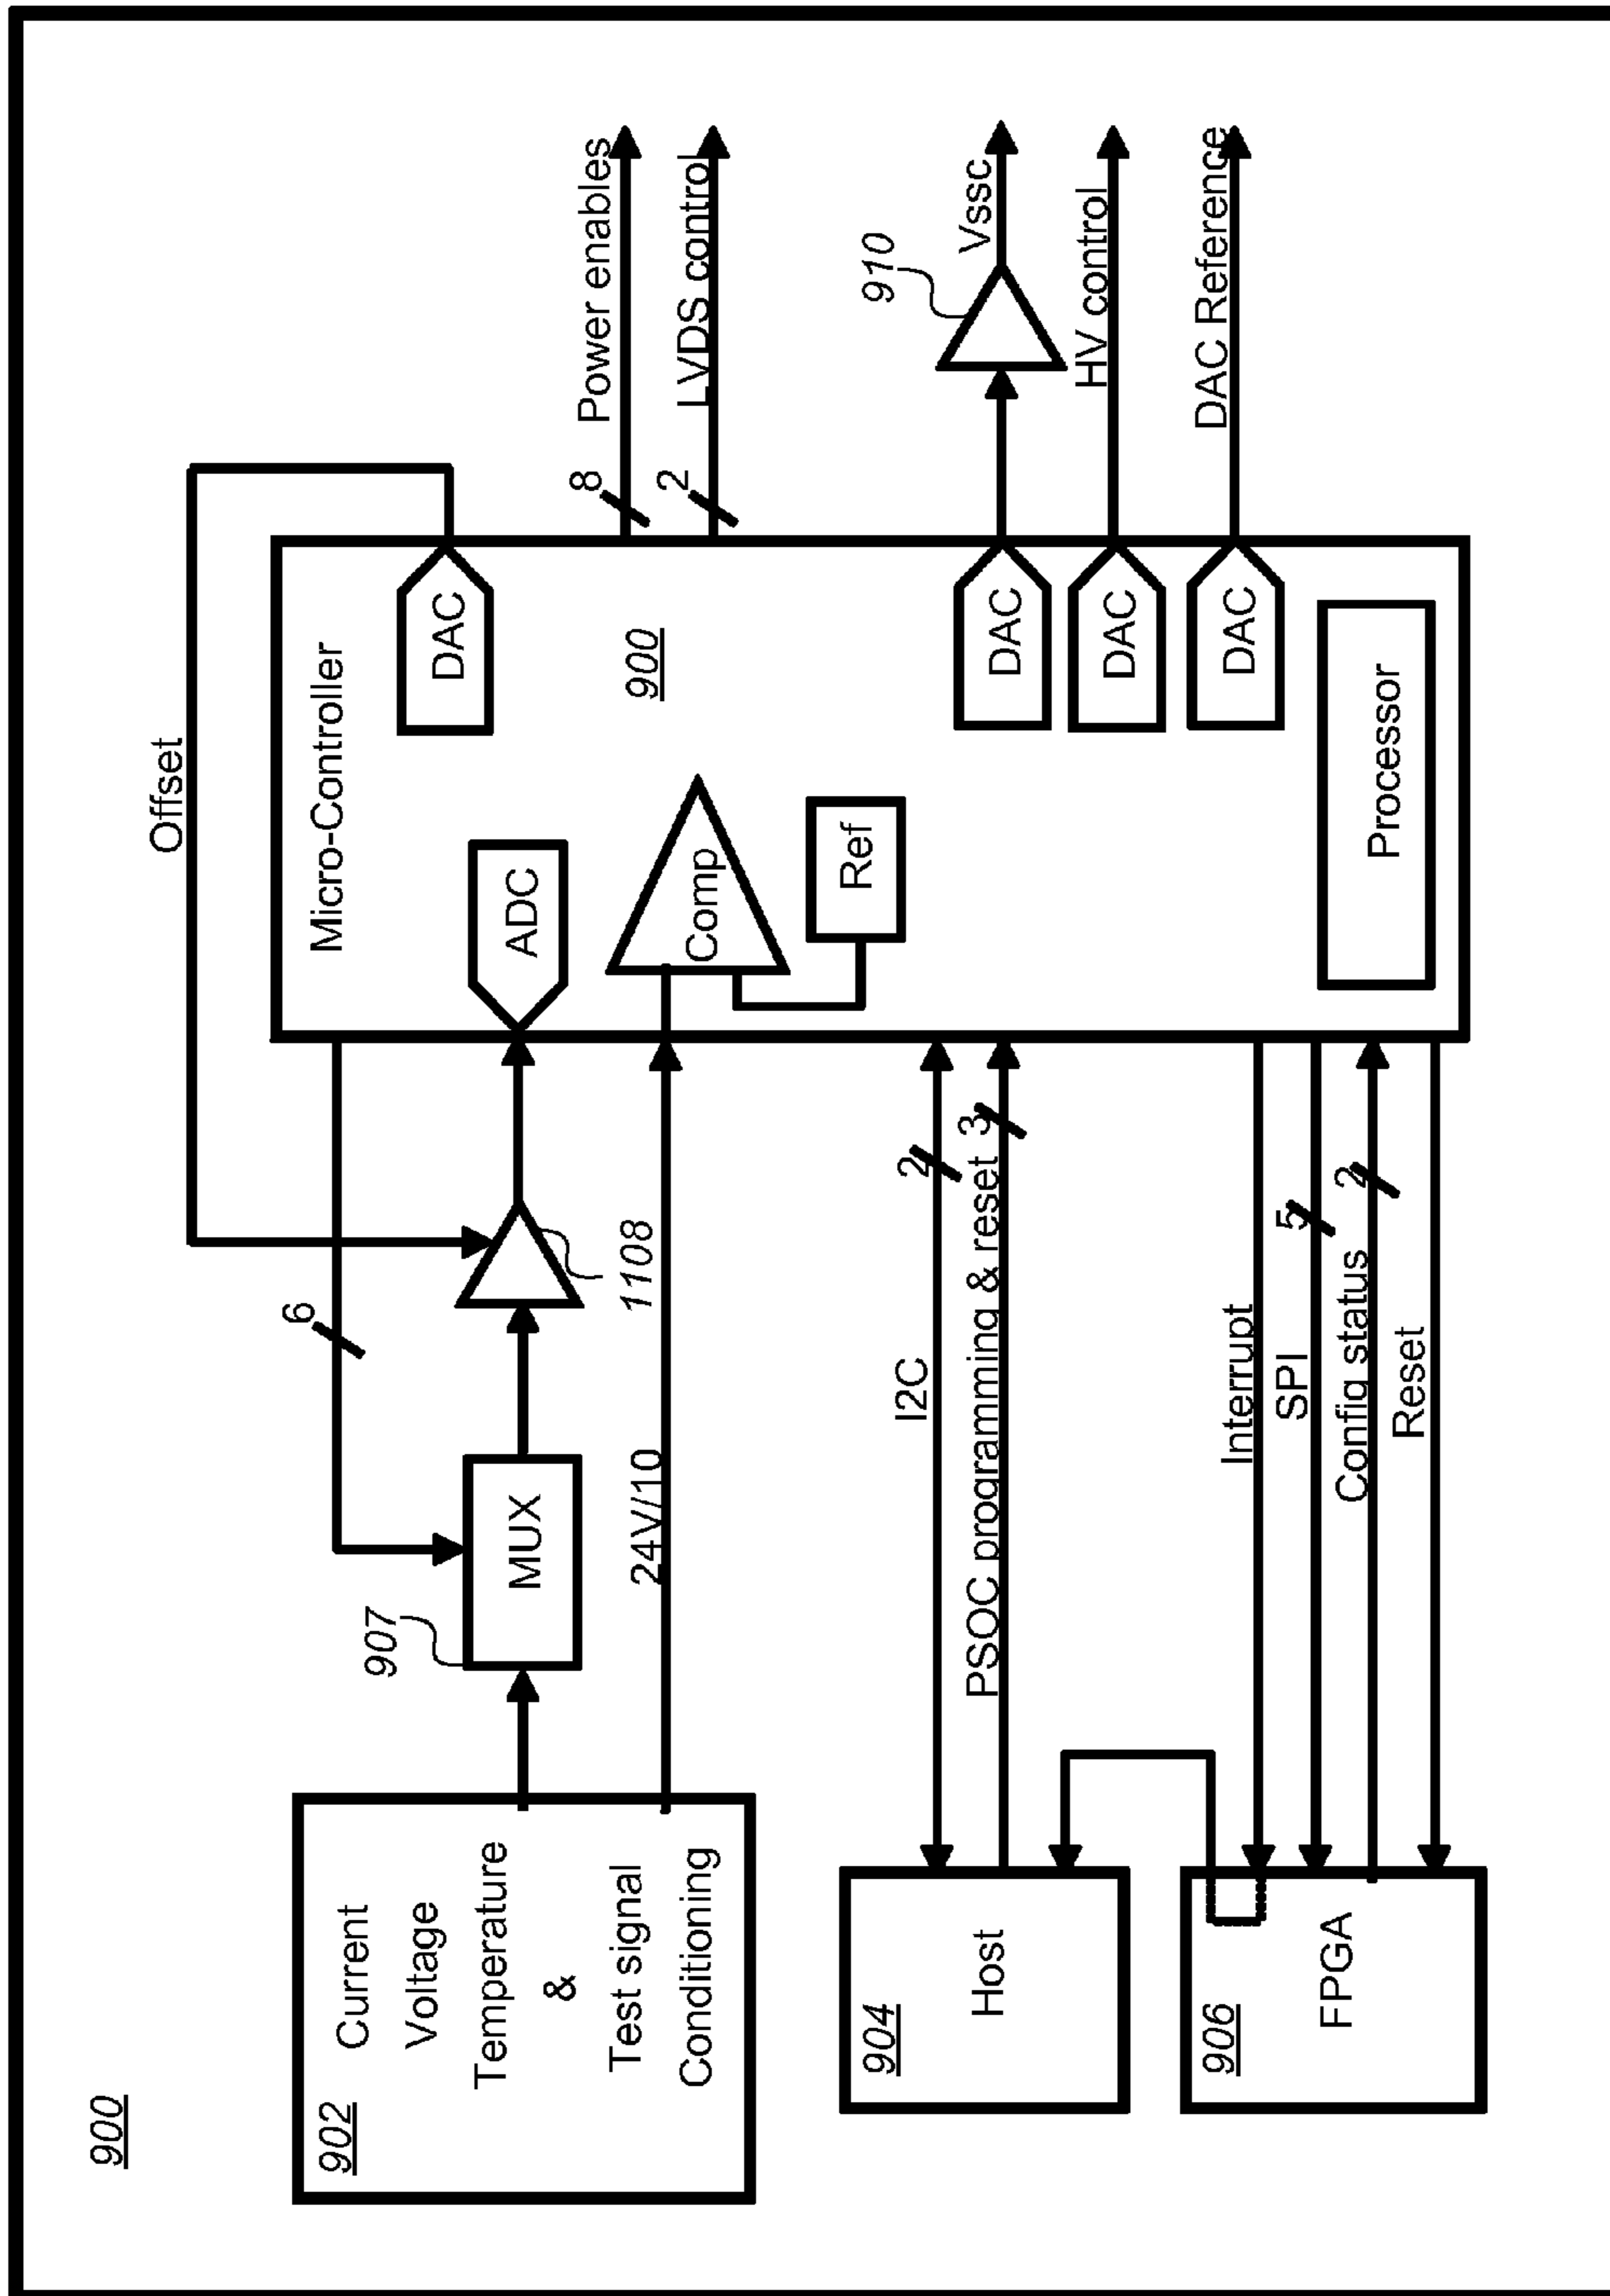 900
902
Current
Voltage
Temperature
&
Test signal
Conditioning
907
MUX
6
1108
24V/10
Offset
Micro-Controller
ADC
Comp
Ref
DAC
900
DAC
DAC
DAC
Processor
8
Power enables
2
LVDS control
910
Vssc
HV control
DAC Reference
904
Host
I2C
2
PSOC programming & reset
3
906
FPGA
Interrupt
SPI
5
Config status
2
Reset